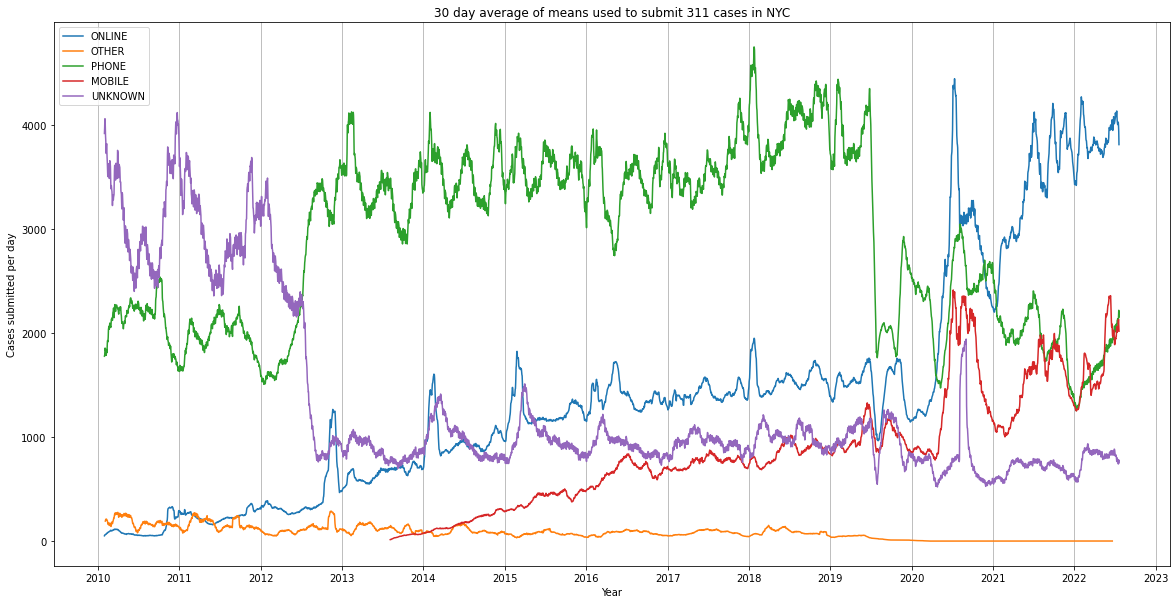 30 day average of means used to submit 311 cases in NYC
ONLINE
OTHER
PHONE
MOBILE
UNKNOWN
Cases submitted per day
4000
3000
2000
1000
0
2010 2011 2012 2013 2014 2015 2016 2017 2018 2019 2020 2021 2022 2023
Year